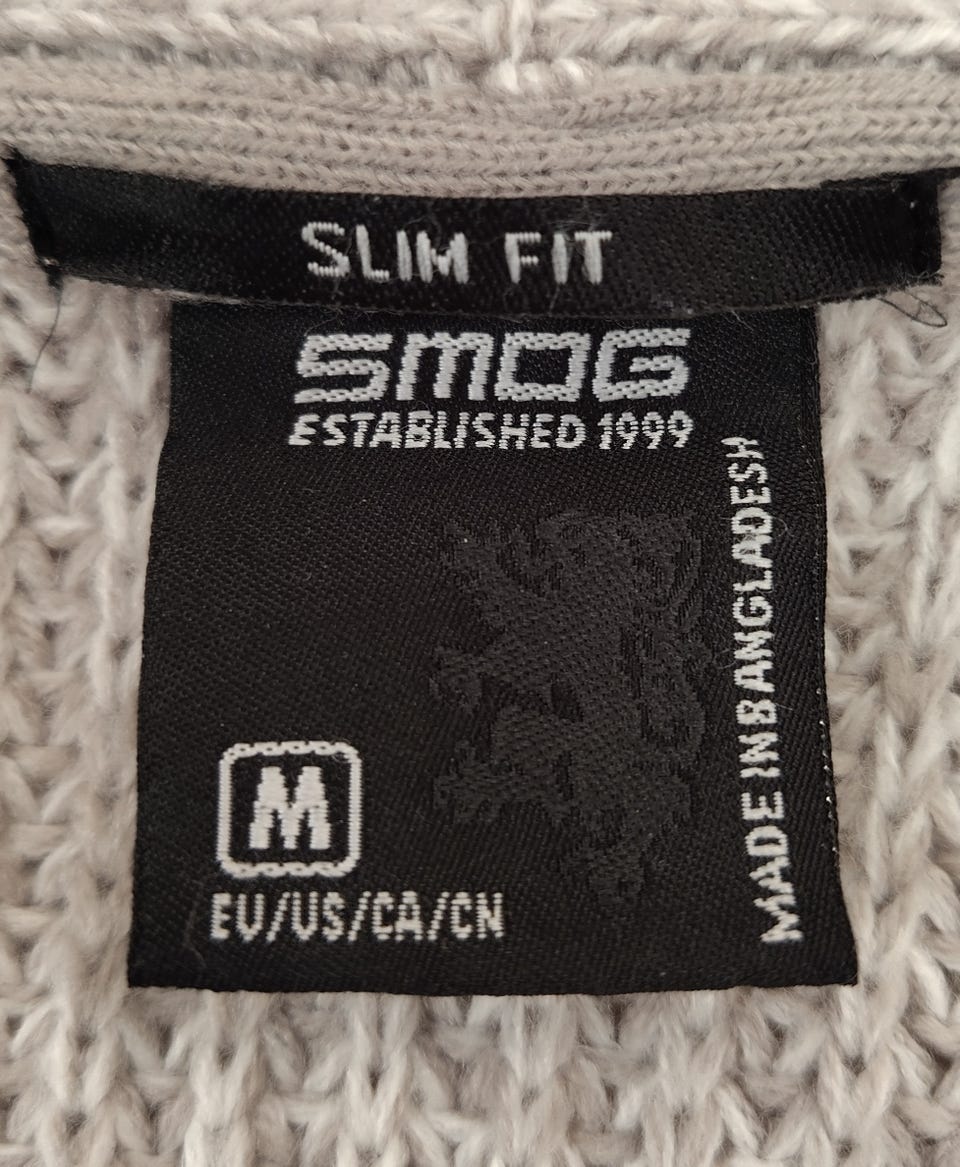 SLIM FIT
SMOG
ESTABLISHED 1999
MADE IN BANGLADESH
M
EU/US/CA/CN